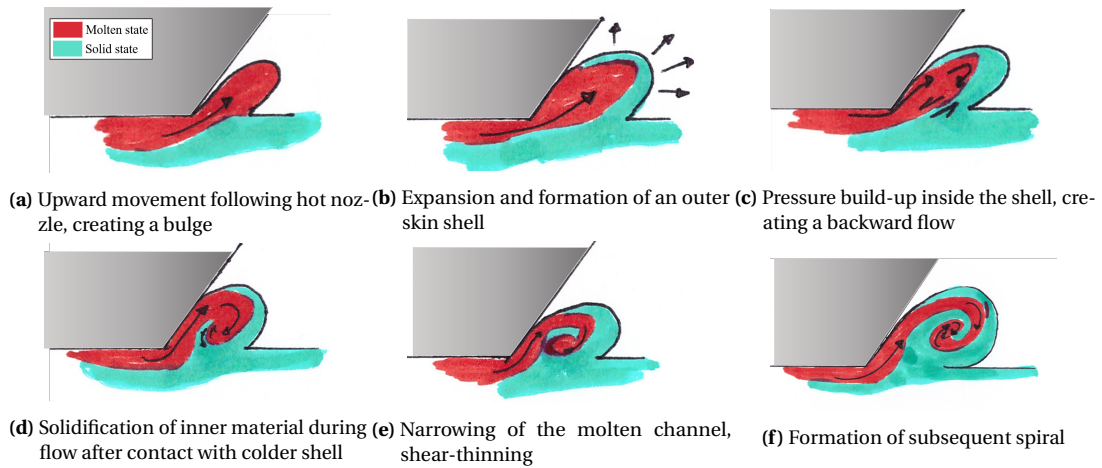 Molten state
Solid state
(a) Upward movement following hot noz-
zle, creating a bulge
(b) Expansion and formation of an outer
skin shell
(c) Pressure build-up inside the shell, cre-
ating a backward flow
(d) Solidification of inner material during
flow after contact with colder shell
(e) Narrowing of the molten channel,
shear-thinning
(f) Formation of subsequent spiral